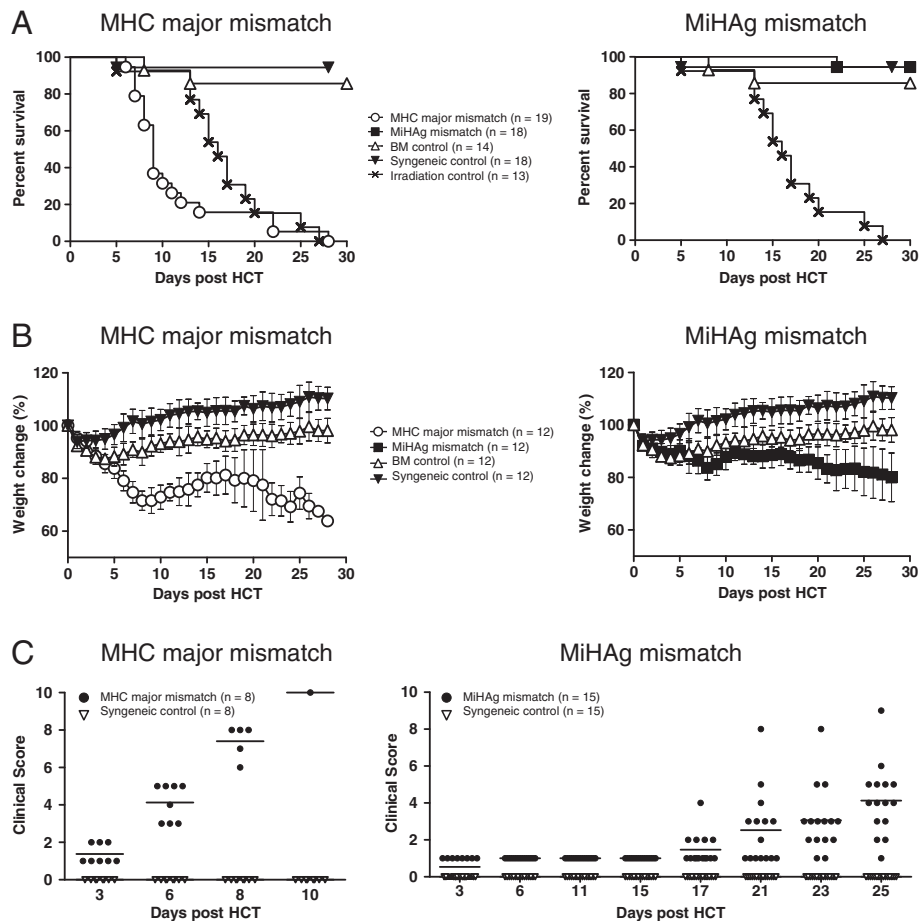 A
MHC major mismatch
MiHAg mismatch
100
80
60
40
20
0
Percent survival
0 5 10 15 20 25 30
Days post HCT
MHC major mismatch (n = 19)
MiHAg mismatch (n = 18)
BM control (n = 14)
Syngeneic control (n = 18)
Irradiation control (n = 13)
100
80
60
40
20
0
Percent survival
0 5 10 15 20 25 30
Days post HCT
B
MHC major mismatch
MiHAg mismatch
120
100
80
60
Weight change (%)
0 5 10 15 20 25 30
Days post HCT
MHC major mismatch (n = 12)
MiHAg mismatch (n = 12)
BM control (n = 12)
Syngeneic control (n = 12)
120
100
80
60
Weight change (%)
0 5 10 15 20 25 30
Days post HCT
C
MHC major mismatch
MiHAg mismatch
10
8
6
4
2
0
Clinical Score
MHC major mismatch (n = 8)
Syngeneic control (n = 8)
3 6 8 10
Days post HCT
10
8
6
4
2
0
Clinical Score
MiHAg mismatch (n = 15)
Syngeneic control (n = 15)
3 6 11 15 17 21 23 25
Days post HCT